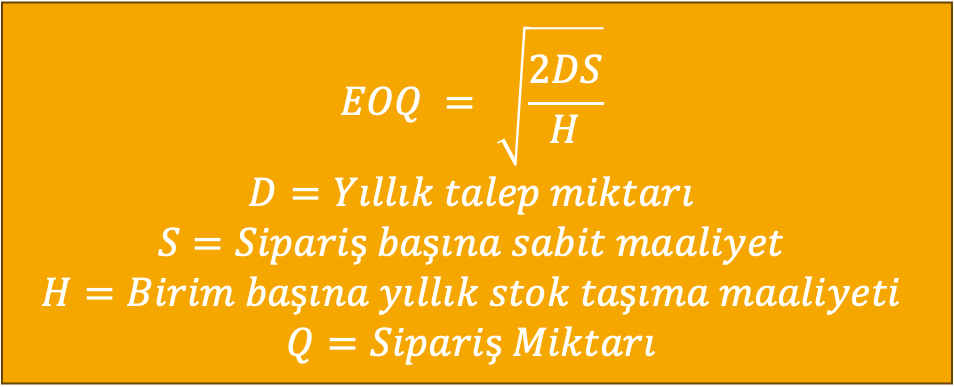 EOQ = √(2DS/H)
D = Yıllık talep miktarı
S = Sipariş başına sabit maaliyet
H = Birim başına yıllık stok taşıma maaliyeti
Q = Sipariş Miktarı